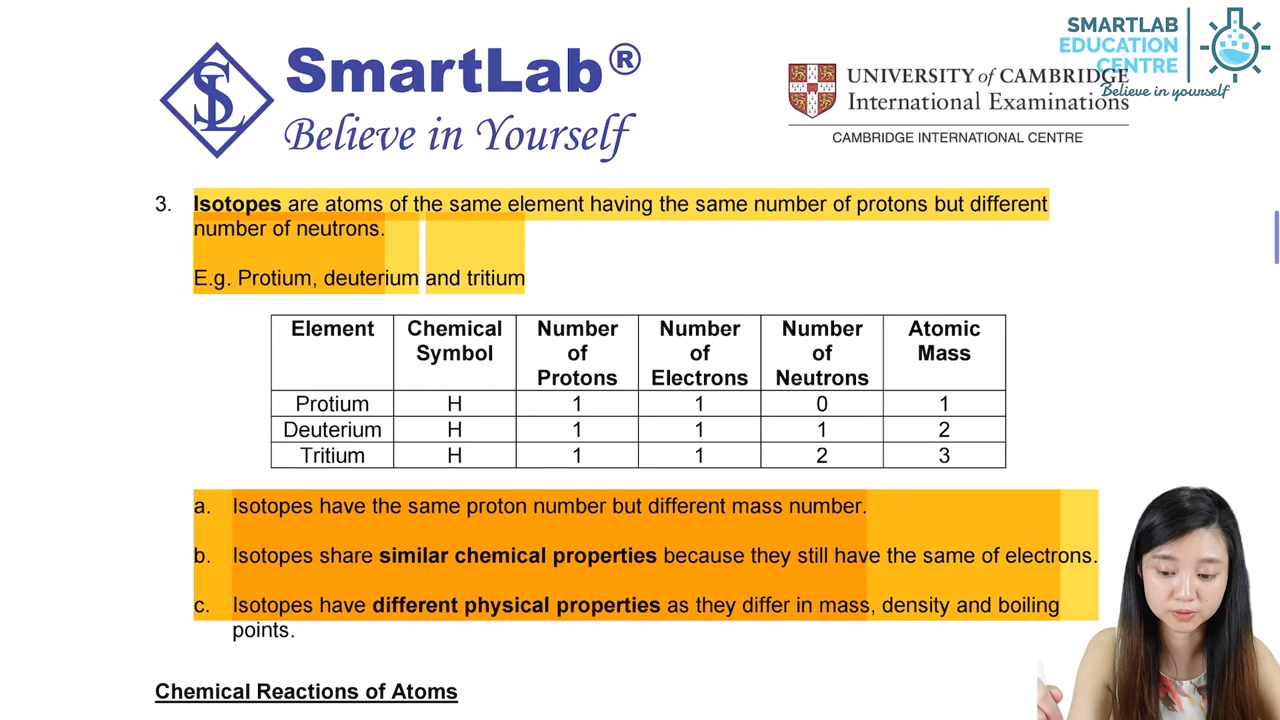 SmartLab®
Believe in Yourself
UNIVERSITY of CAMBRIDGE
International Examinations
CAMBRIDGE INTERNATIONAL CENTRE
SMARTLAB
EDUCATION
CENTRE
Believe in yourself
3. Isotopes are atoms of the same element having the same number of protons but different
number of neutrons.
E.g. Protium, deuterium and tritium
Element Chemical Symbol Number of Protons Number of Electrons Number of Neutrons Atomic Mass
Protium H 1 1 0 1
Deuterium H 1 1 1 2
Tritium H 1 1 2 3
a. Isotopes have the same proton number but different mass number.
b. Isotopes share similar chemical properties because they still have the same of electrons.
c. Isotopes have different physical properties as they differ in mass, density and boiling
points.
Chemical Reactions of Atoms